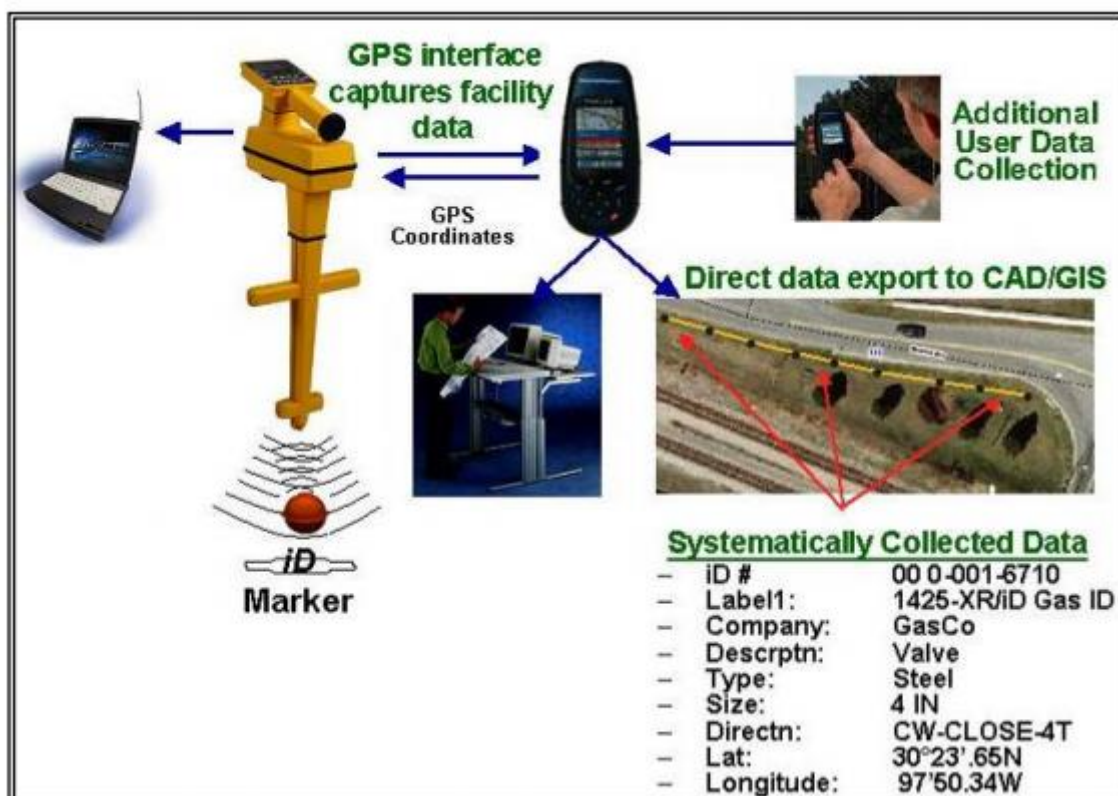 GPS interface
captures facility
data
GPS
Coordinates
Additional
User Data
Collection
Direct data export to CAD/GIS
iD
Marker
Systematically Collected Data
– iD # 00 0-001-6710
– Label1: 1425-XR/iD Gas ID
– Company: GasCo
– Descrptn: Valve
– Type: Steel
– Size: 4 IN
– Directn: CW-CLOSE-4T
– Lat: 30°23'.65N
– Longitude: 97'50.34W